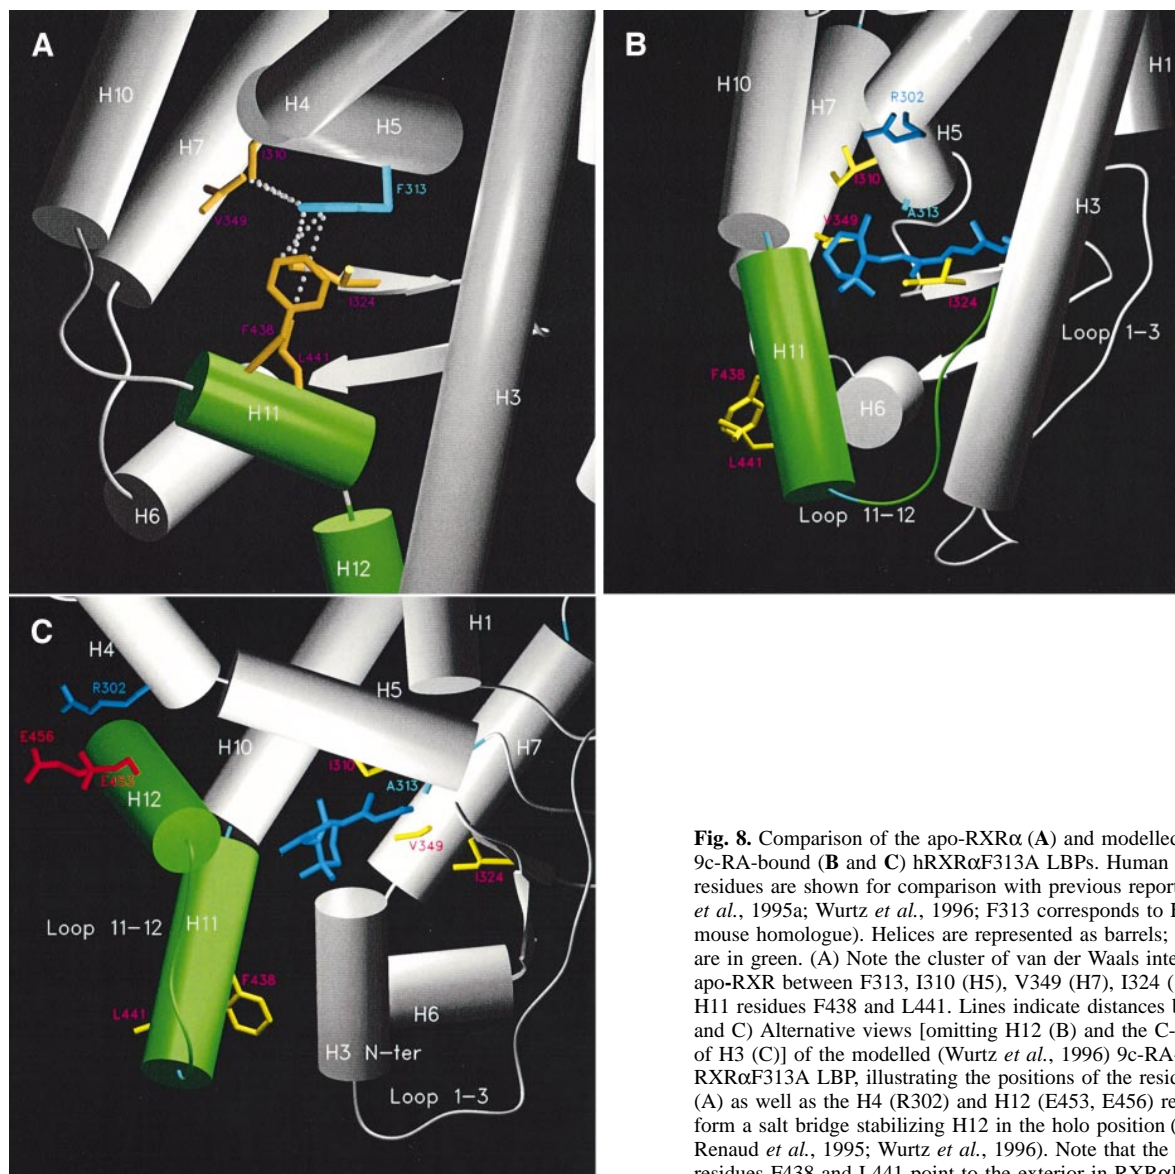 A
H10
H4
H5
H7
I310
F313
V349
I324
F438
L441
H11
H3
H6
H12
B
H10
H7
R302
H1
H5
I310
A313
H3
V349
I324
Loop 1-3
H11
F438
H6
L441
Loop 11-12
C
H4
H1
R302
H5
E456
H10
H7
I310
E453
A313
H12
V349
I324
Loop 11-12
H11
F438
L441
H6
H3 N-ter
Loop 1-3
Fig. 8. Comparison of the apo-RXRα (A) and modelled
9c-RA-bound (B and C) hRXRαF313A LBPs. Human
residues are shown for comparison with previous report
et al., 1995a; Wurtz et al., 1996; F313 corresponds to
mouse homologue). Helices are represented as barrels;
are in green. (A) Note the cluster of van der Waals inte
apo-RXR between F313, I310 (H5), V349 (H7), I324 (
H11 residues F438 and L441. Lines indicate distances
and C) Alternative views [omitting H12 (B) and the C-
of H3 (C)] of the modelled (Wurtz et al., 1996) 9c-RA-
RXRαF313A LBP, illustrating the positions of the resid
(A) as well as the H4 (R302) and H12 (E453, E456) re
form a salt bridge stabilizing H12 in the holo position (
Renaud et al., 1995; Wurtz et al., 1996). Note that the
residues F438 and L441 point to the exterior in RXRα